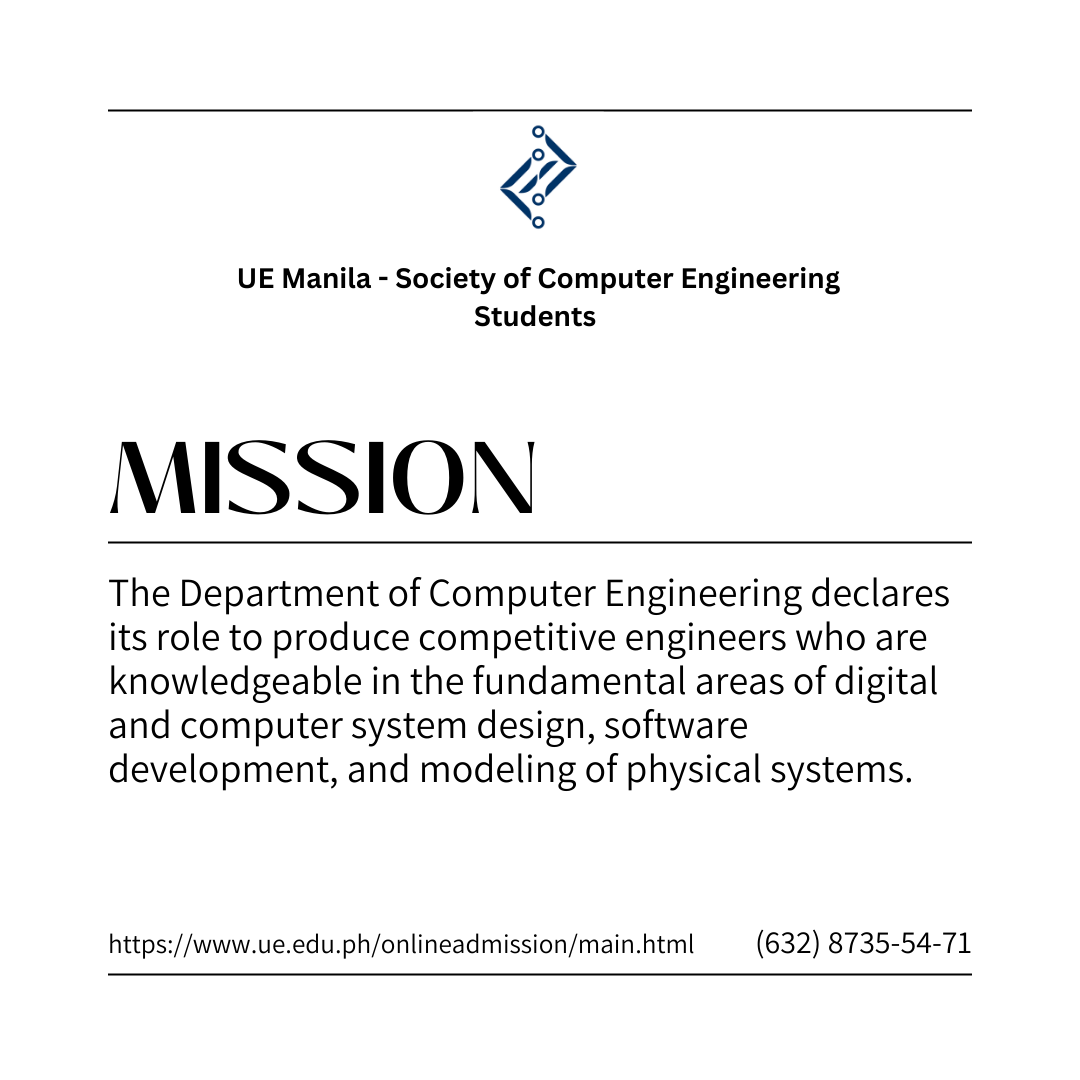 UE Manila - Society of Computer Engineering
Students
MISSION
The Department of Computer Engineering declares
its role to produce competitive engineers who are
knowledgeable in the fundamental areas of digital
and computer system design, software
development, and modeling of physical systems.
https://www.ue.edu.ph/onlineadmission/main.html (632) 8735-54-71